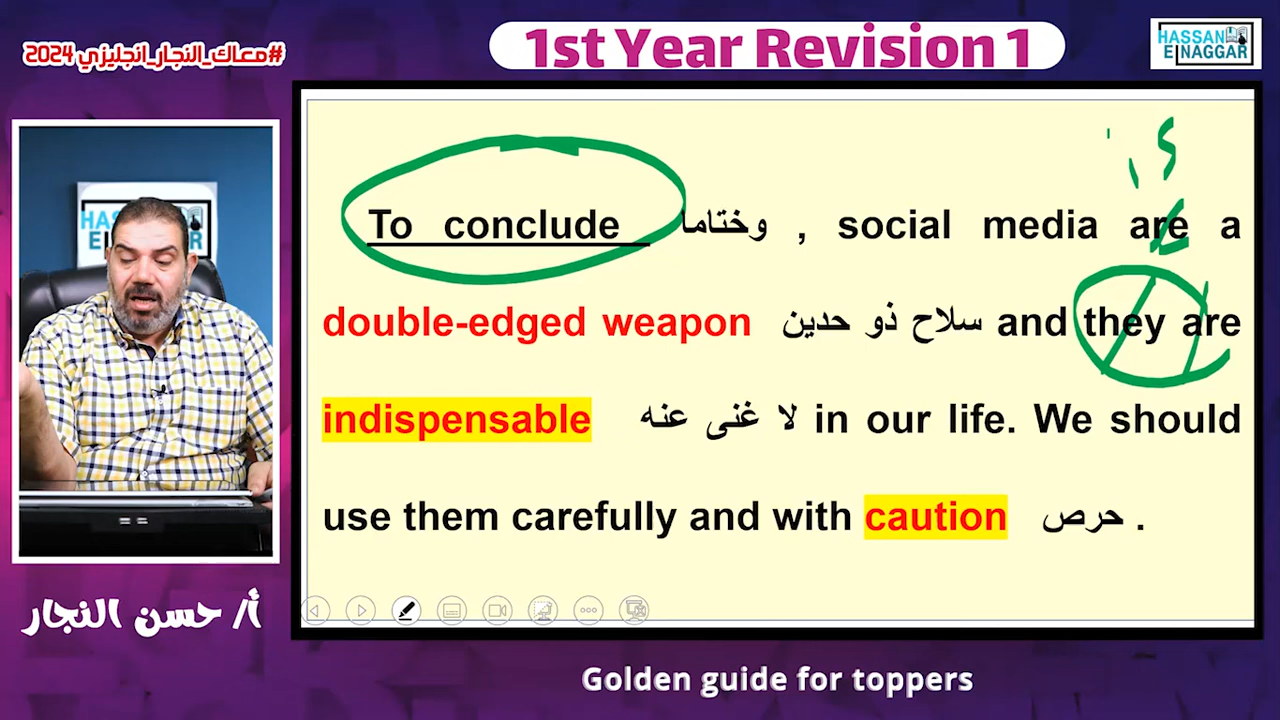 #معاك_النجار_انجليزي 2024
1st Year Revision 1
HASSAN
ElNAGGAR
To conclude وختاما , social media are a
double-edged weapon سلاح ذو حدين and they are
indispensable لا غنى عنه in our life. We should
use them carefully and with caution حرص .
أ/ حسن النجار
Golden guide for toppers